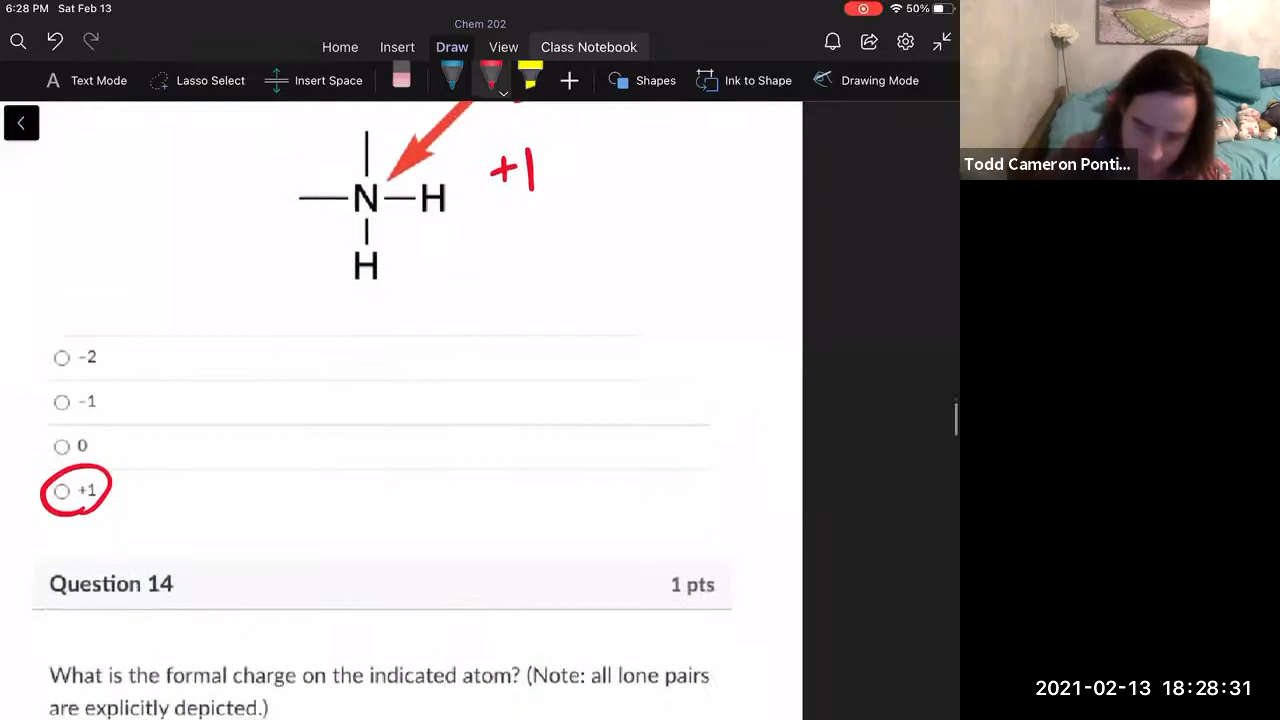 6:28 PM Sat Feb 13
50%
Chem 202
Home Insert Draw View Class Notebook
Text Mode Lasso Select Insert Space Shapes Ink to Shape Drawing Mode
+1
N H
H
-2
-1
0
+1
Question 14 1 pts
What is the formal charge on the indicated atom? (Note: all lone pairs
are explicitly depicted.)
Todd Cameron Ponti...
2021-02-13 18:28:31